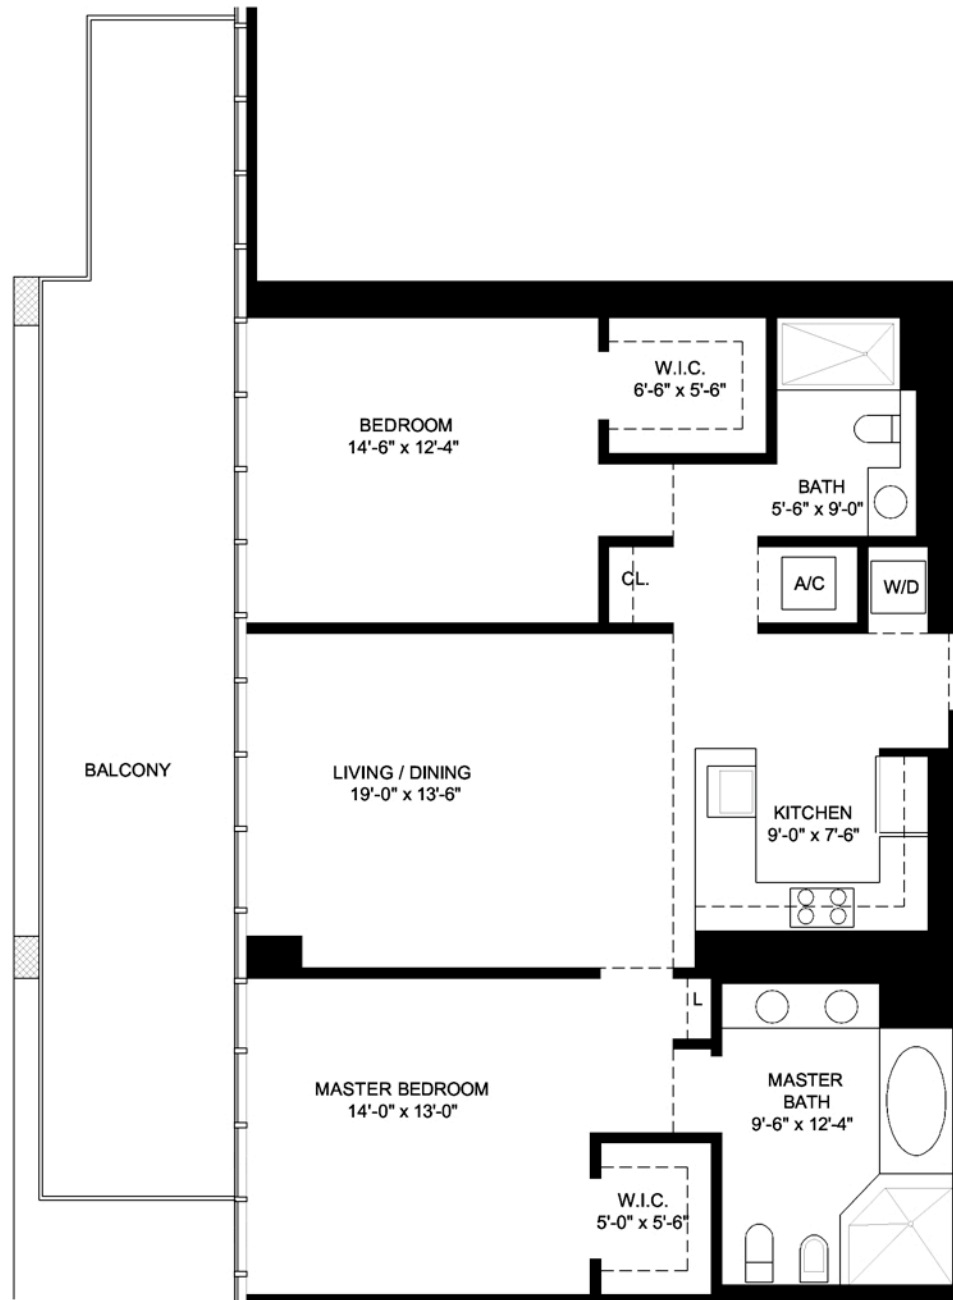 W.I.C.
6'-6" x 5'-6"
BEDROOM
14'-6" x 12'-4"
BATH
5'-6" x 9'-0"
CL.
A/C
W/D
BALCONY
LIVING / DINING
19'-0" x 13'-6"
KITCHEN
9'-0" x 7'-6"
L
MASTER BEDROOM
14'-0" x 13'-0"
MASTER
BATH
9'-6" x 12'-4"
W.I.C.
5'-0" x 5'-6"